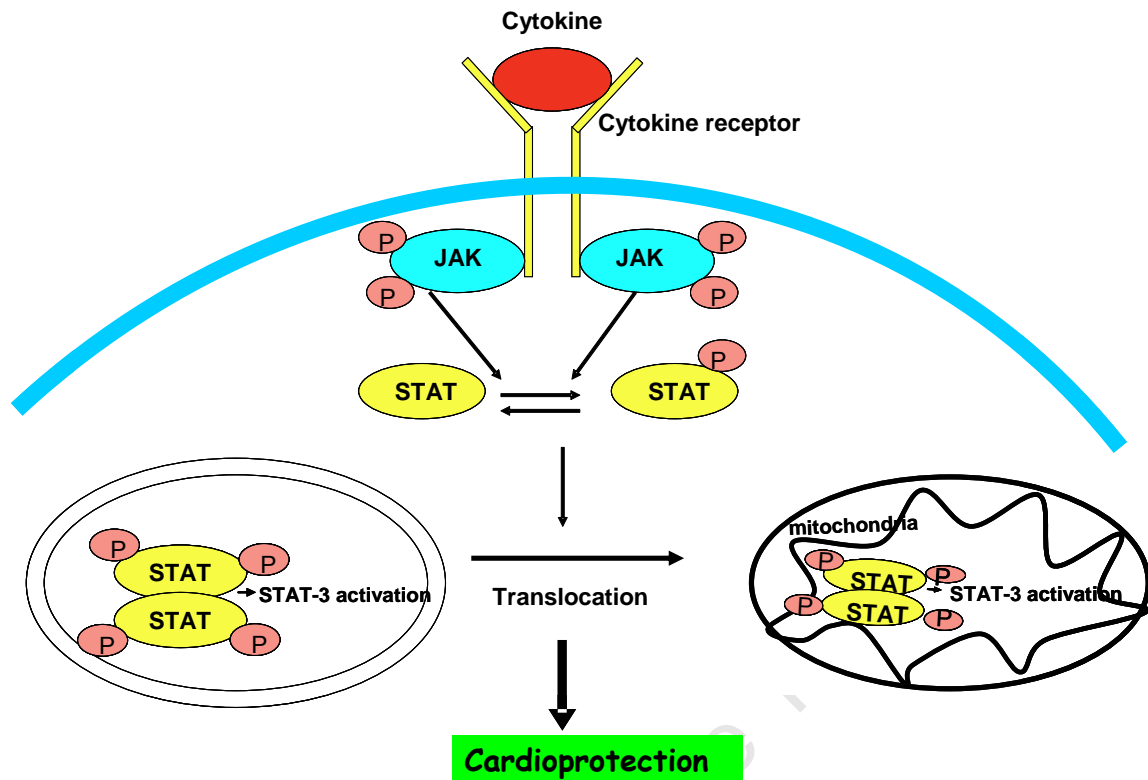 Cytokine
Cytokine receptor
P
JAK
P
JAK
P
P
P
STAT
STAT
mitochondria
P
STAT
P
STAT-3 activation
STAT
P
P
Translocation
P
STAT
P
STAT-3 activation
P
STAT
P
Cardioprotection